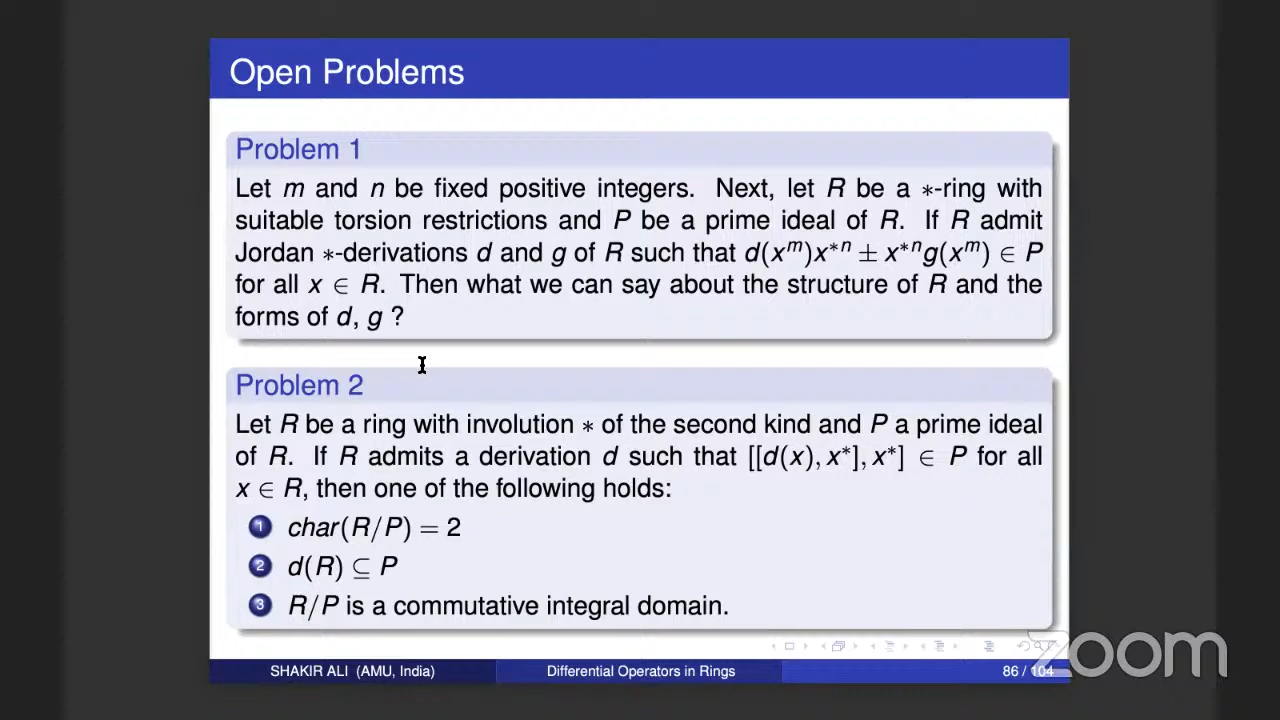 Open Problems
Problem 1
Let m and n be fixed positive integers. Next, let R be a ∗-ring with
suitable torsion restrictions and P be a prime ideal of R. If R admit
Jordan ∗-derivations d and g of R such that d(xᵐ)x*ⁿ ± x*ⁿg(xᵐ) ∈ P
for all x ∈ R. Then what we can say about the structure of R and the
forms of d, g ?
Problem 2
Let R be a ring with involution ∗ of the second kind and P a prime ideal
of R. If R admits a derivation d such that [[d(x), x*], x*] ∈ P for all
x ∈ R, then one of the following holds:
1 char(R/P) = 2
2 d(R) ⊆ P
3 R/P is a commutative integral domain.
zoom
SHAKIR ALI (AMU, India) Differential Operators in Rings 86 / 104